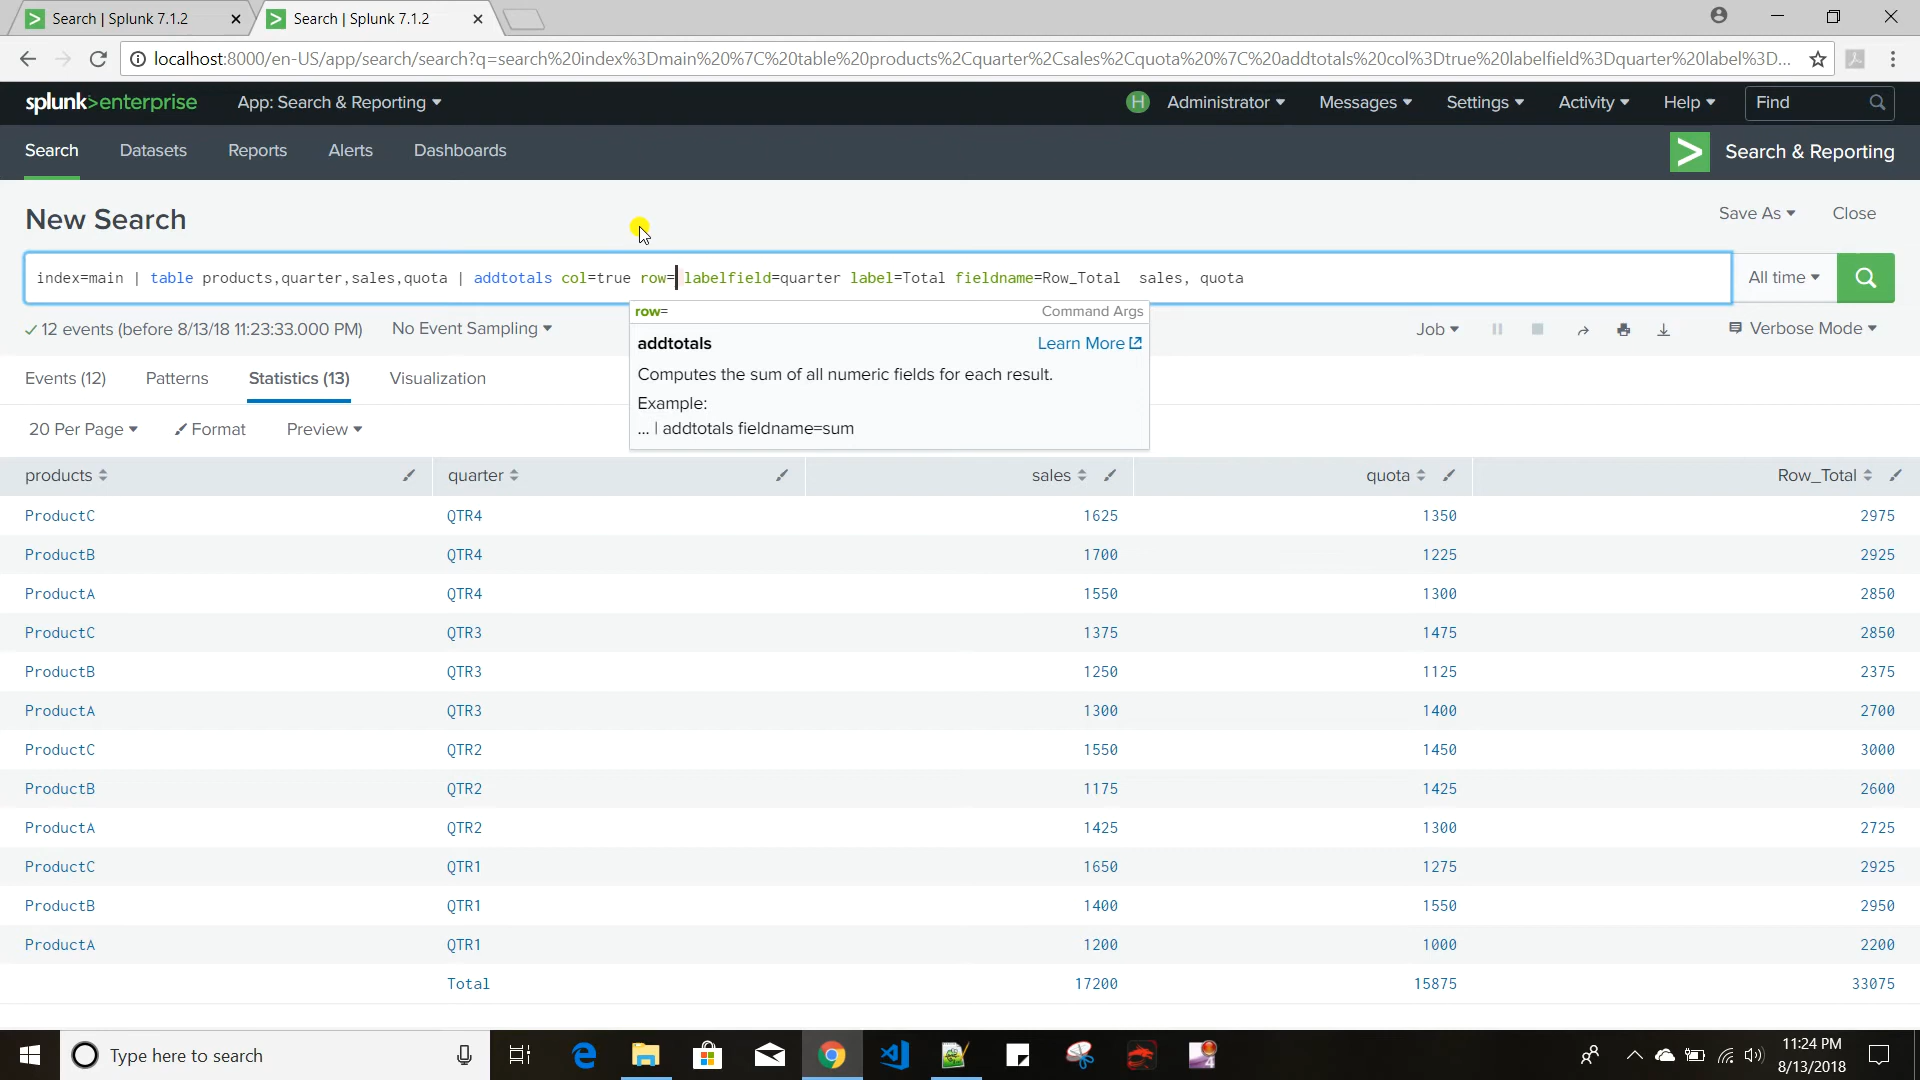 Search | Splunk 7.1.2
Search | Splunk 7.1.2
localhost:8000/en-US/app/search/search?q=search%20index%3Dmain%20%7C%20table%20products%2Cquarter%2Csales%2Cquota%20%7C%20addtotals%20col%3Dtrue%20labelfield%3Dquarter%20label%3D...
splunk>enterprise App: Search & Reporting H Administrator Messages Settings Activity Help Find
Search Datasets Reports Alerts Dashboards Search & Reporting
New Search Save As Close
index=main | table products,quarter,sales,quota | addtotals col=true row= labelfield=quarter label=Total fieldname=Row_Total sales, quota All time
row= Command Args
12 events (before 8/13/18 11:23:33.000 PM) No Event Sampling Job Verbose Mode
addtotals Learn More
Computes the sum of all numeric fields for each result.
Example:
... | addtotals fieldname=sum
Events (12) Patterns Statistics (13) Visualization
20 Per Page Format Preview
products quarter sales quota Row_Total
ProductC QTR4 1625 1350 2975
ProductB QTR4 1700 1225 2925
ProductA QTR4 1550 1300 2850
ProductC QTR3 1375 1475 2850
ProductB QTR3 1250 1125 2375
ProductA QTR3 1300 1400 2700
ProductC QTR2 1550 1450 3000
ProductB QTR2 1175 1425 2600
ProductA QTR2 1425 1300 2725
ProductC QTR1 1650 1275 2925
ProductB QTR1 1400 1550 2950
ProductA QTR1 1200 1000 2200
Total 17200 15875 33075
Type here to search
11:24 PM
8/13/2018